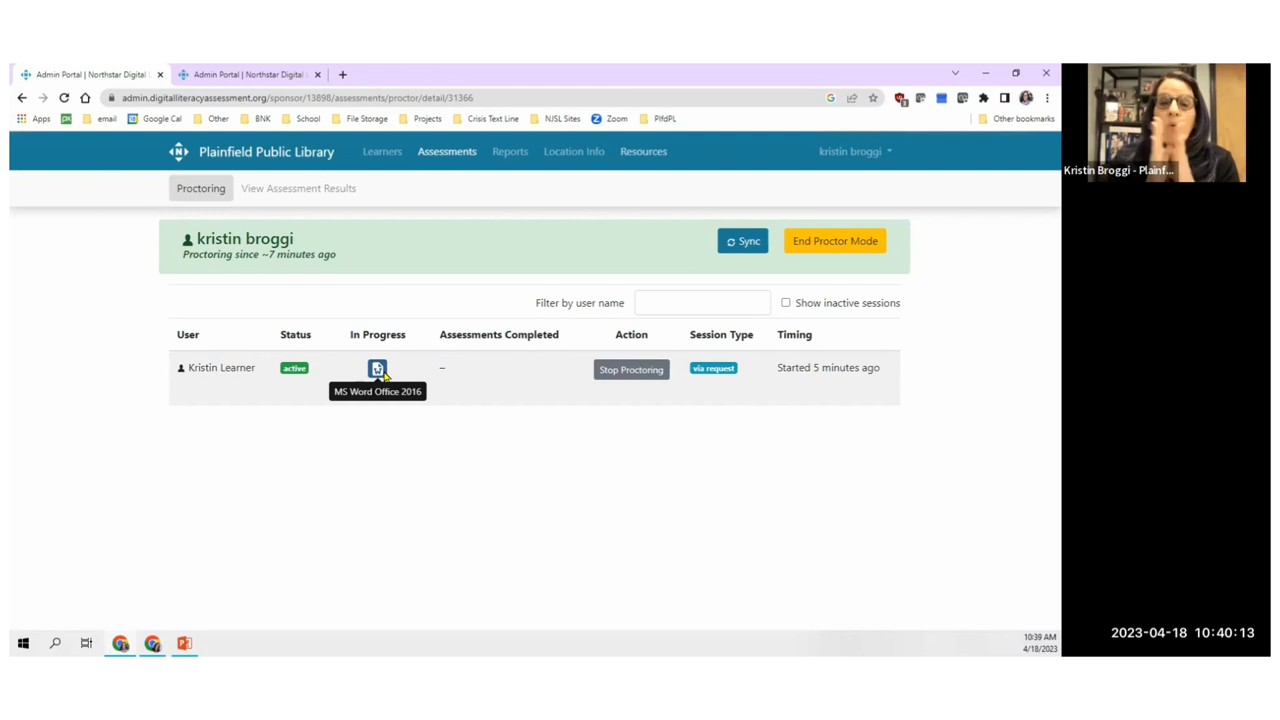 Admin Portal | Northstar Digital
Admin Portal | Northstar Digital
admin.digitalliteracyassessment.org/sponsor/13898/assessments/proctor/detail/31366
Apps email Google Cal Other BNK School File Storage Projects Crisis Text Line NJSL Sites Zoom PlfdPL Other bookmarks
N Plainfield Public Library Learners Assessments Reports Location Info Resources kristin broggi
Proctoring View Assessment Results
kristin broggi
Proctoring since ~7 minutes ago
Sync End Proctor Mode
Filter by user name Show inactive sessions
User Status In Progress Assessments Completed Action Session Type Timing
Kristin Learner active – Stop Proctoring via request Started 5 minutes ago
MS Word Office 2016
Kristin Broggi - Plainf...
10:39 AM
4/18/2023
2023-04-18 10:40:13